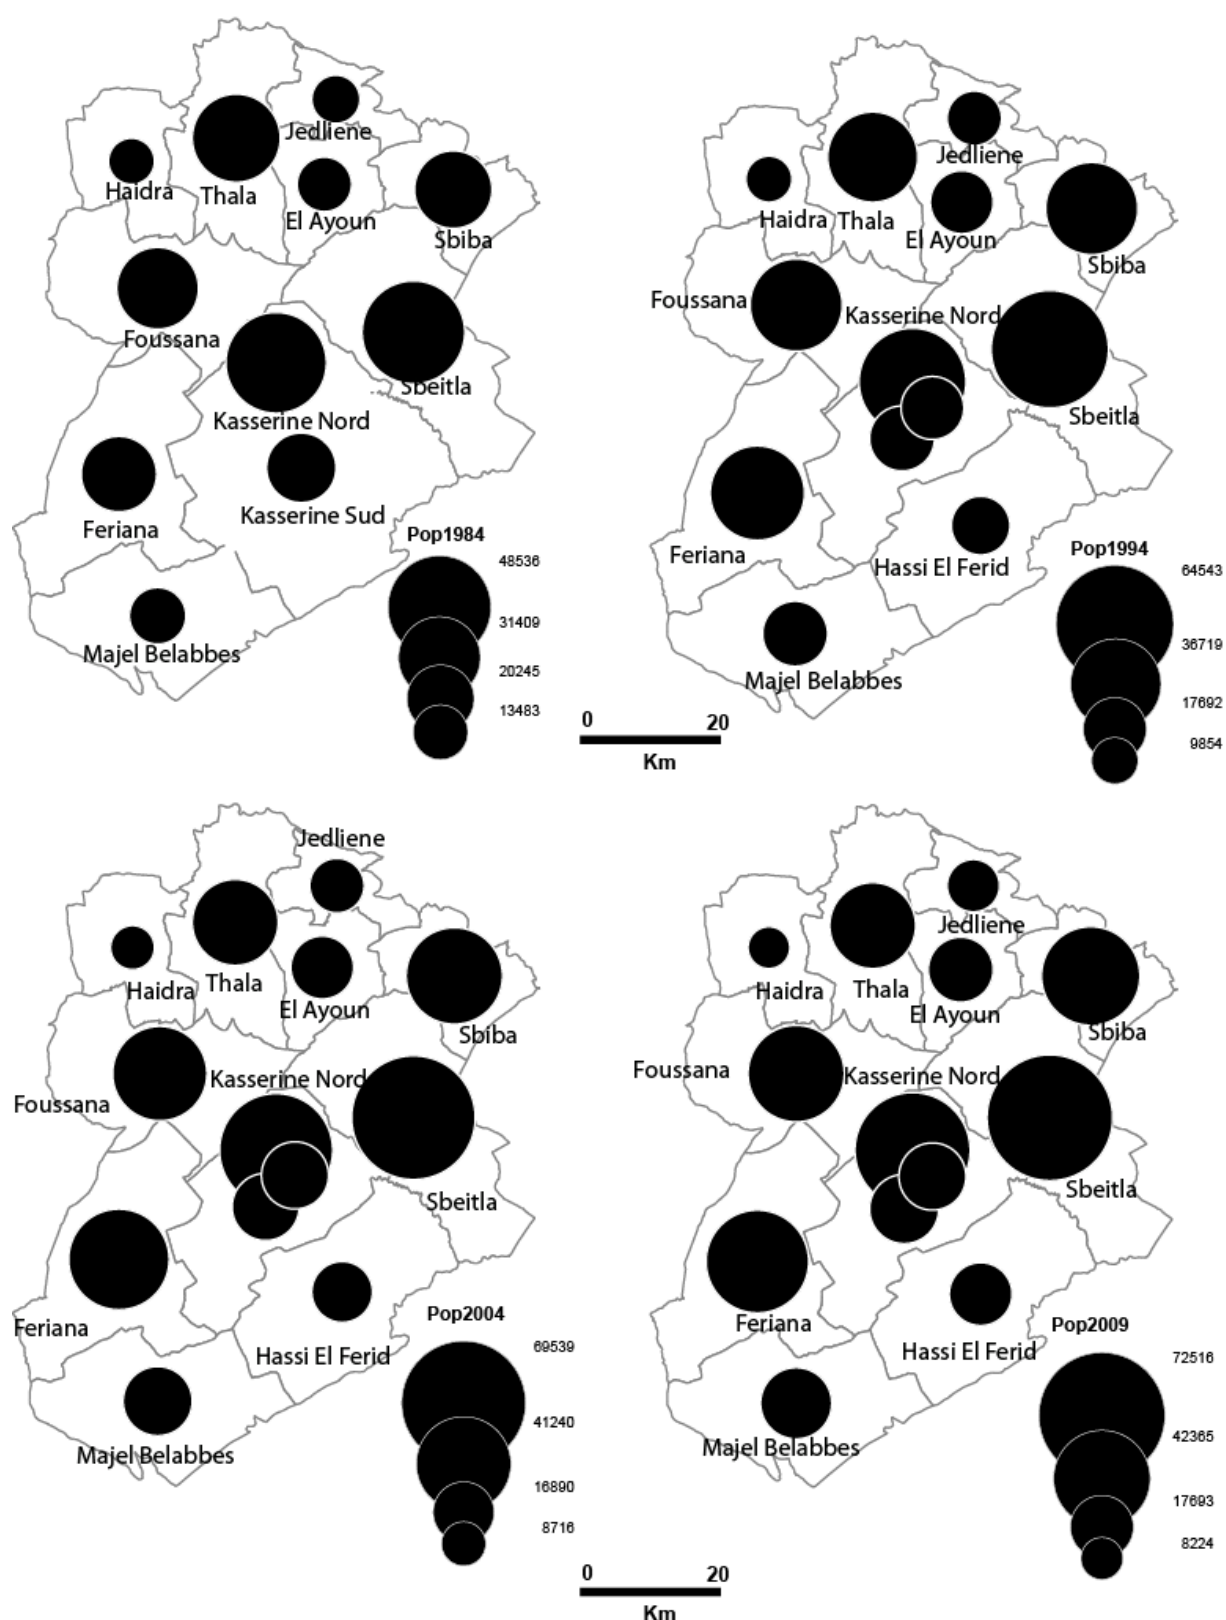 Jedliene
Haidra
Thala
El Ayoun
Sbiba
Foussana
Sbeitla
Kasserine Nord
Feriana
Kasserine Sud
Majel Belabbes
Pop1984
48536
31409
20245
13483
Jedliene
Haidra
Thala
El Ayoun
Sbiba
Foussana
Kasserine Nord
Sbeitla
Feriana
Hassi El Ferid
Majel Belabbes
Pop1994
64543
36719
17692
9854
0 20
Km
Jedliene
Haidra
Thala
El Ayoun
Sbiba
Foussana
Kasserine Nord
Sbeitla
Feriana
Hassi El Ferid
Majel Belabbes
Pop2004
69539
41240
16890
8716
Jedliene
Haidra
Thala
El Ayoun
Sbiba
Foussana
Kasserine Nord
Sbeitla
Feriana
Hassi El Ferid
Majel Belabbes
Pop2009
72516
42365
17693
8224
0 20
Km